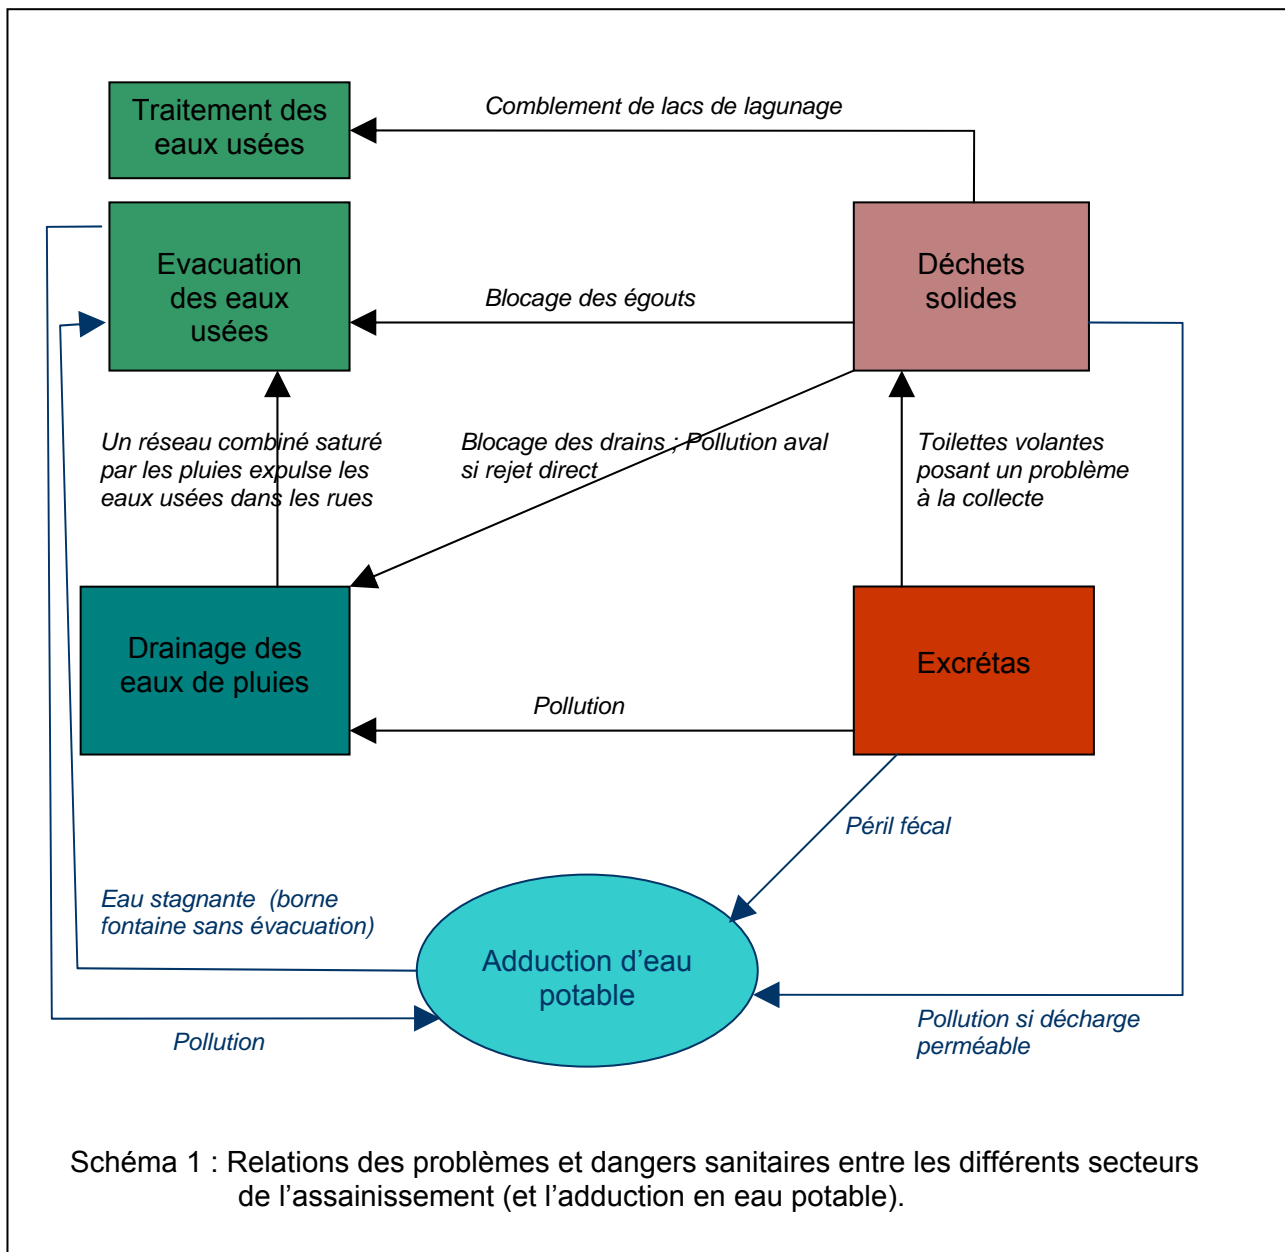 Traitement des
eaux usées
Comblement de lacs de lagunage
Evacuation
des eaux
usées
Blocage des égouts
Déchets
solides
Un réseau combiné saturé
par les pluies expulse les
eaux usées dans les rues
Blocage des drains ; Pollution aval
si rejet direct
Toilettes volantes
posant un problème
à la collecte
Drainage des
eaux de pluies
Pollution
Excrétas
Péril fécal
Eau stagnante (borne
fontaine sans évacuation)
Adduction d’eau
potable
Pollution
Pollution si décharge
perméable
Schéma 1 : Relations des problèmes et dangers sanitaires entre les différents secteurs
de l’assainissement (et l’adduction en eau potable).